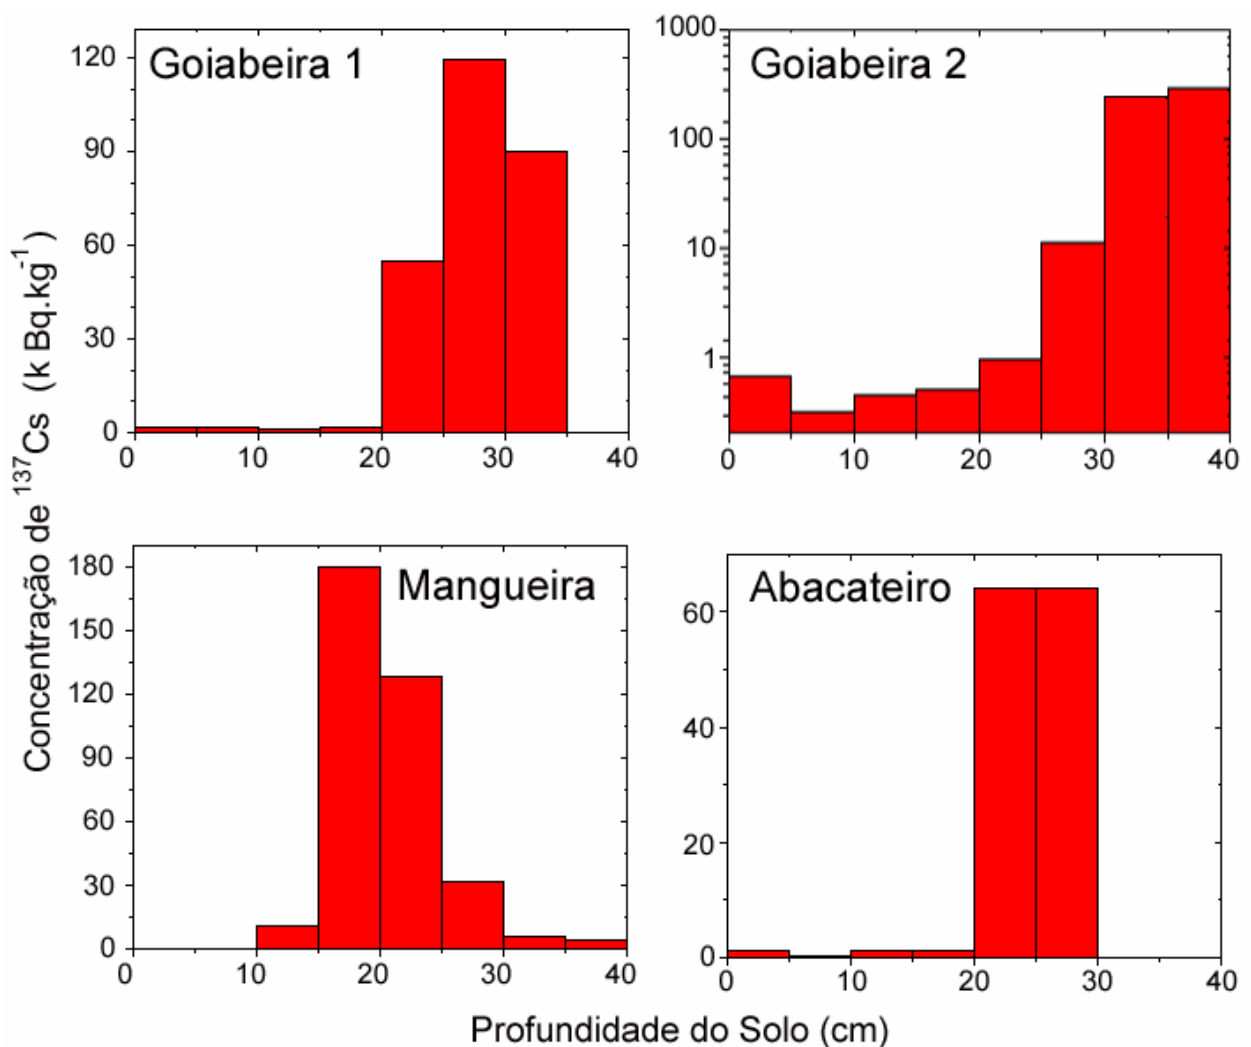 Concentração de ¹³⁷Cs (k Bq.kg⁻¹)
Goiabeira 1
120
90
60
30
0
0 10 20 30 40
Goiabeira 2
1000
100
10
1
0 10 20 30 40
Mangueira
180
150
120
90
60
30
0
0 10 20 30 40
Abacateiro
60
40
20
0
0 10 20 30 40
Profundidade do Solo (cm)